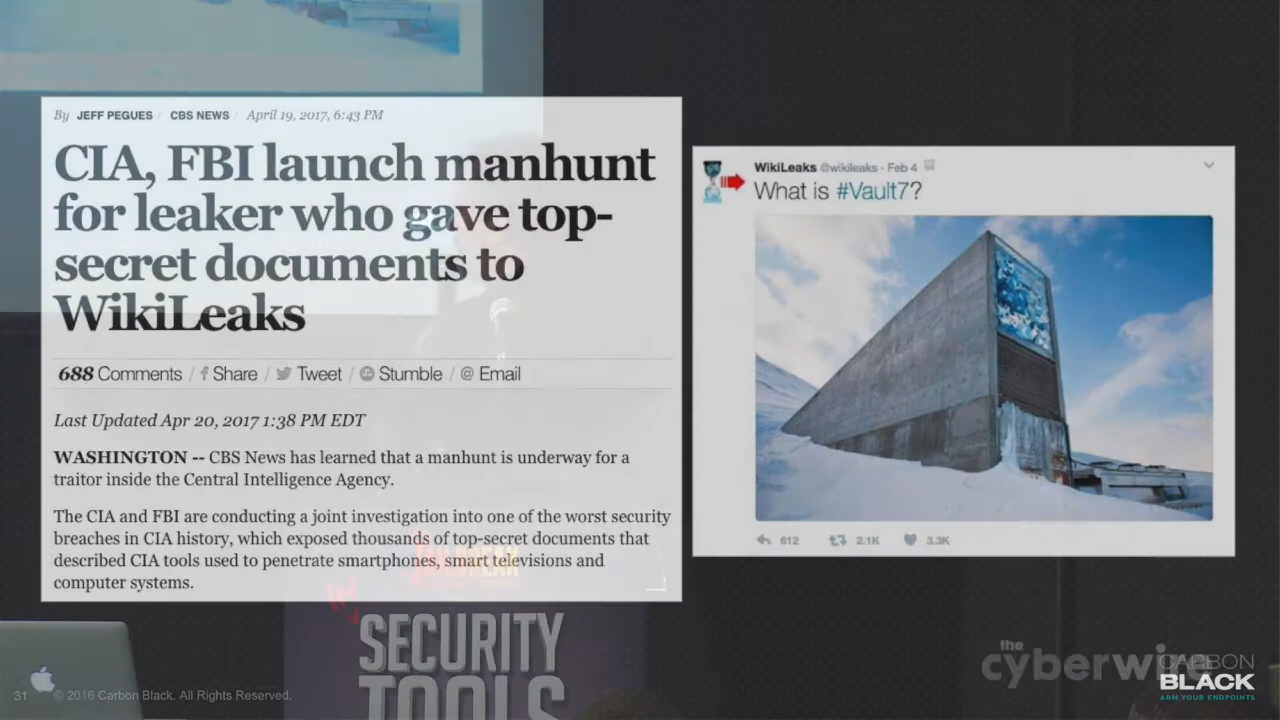 By JEFF PEGUES / CBS NEWS / April 19, 2017, 6:43 PM
CIA, FBI launch manhunt
for leaker who gave top-
secret documents to
WikiLeaks
688 Comments / f Share / Tweet / Stumble / @ Email
Last Updated Apr 20, 2017 1:38 PM EDT
WASHINGTON -- CBS News has learned that a manhunt is underway for a
traitor inside the Central Intelligence Agency.
The CIA and FBI are conducting a joint investigation into one of the worst security
breaches in CIA history, which exposed thousands of top-secret documents that
described CIA tools used to penetrate smartphones, smart televisions and
computer systems.
WikiLeaks @wikileaks · Feb 4
What is #Vault7?
612 2.1K 3.3K
SECURITY
TOOLS
31 © 2016 Carbon Black. All Rights Reserved.
the
cyberwire
CARBON
BLACK
ARM YOUR ENDPOINTS